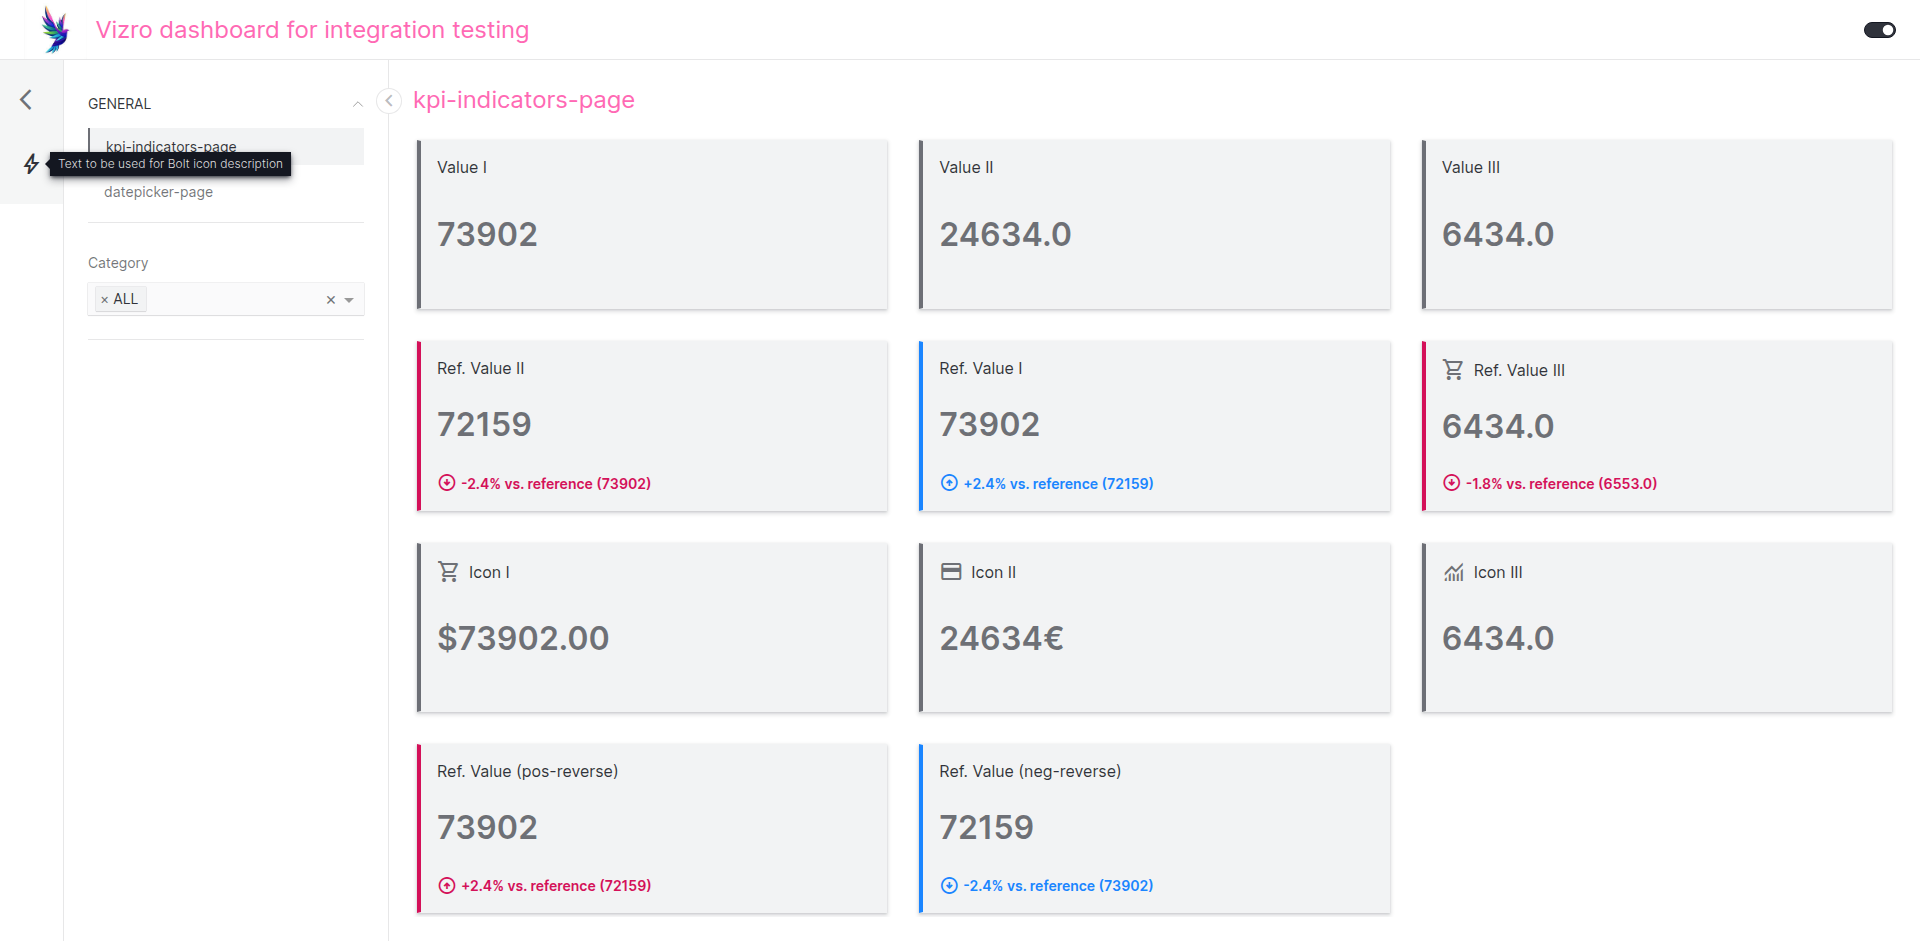 Vizro dashboard for integration testing
GENERAL
kpi-indicators-page
Text to be used for Bolt icon description
datepicker-page
Category
× ALL
kpi-indicators-page
Value I
73902
Value II
24634.0
Value III
6434.0
Ref. Value II
72159
-2.4% vs. reference (73902)
Ref. Value I
73902
+2.4% vs. reference (72159)
Ref. Value III
6434.0
-1.8% vs. reference (6553.0)
Icon I
$73902.00
Icon II
24634€
Icon III
6434.0
Ref. Value (pos-reverse)
73902
+2.4% vs. reference (72159)
Ref. Value (neg-reverse)
72159
-2.4% vs. reference (73902)